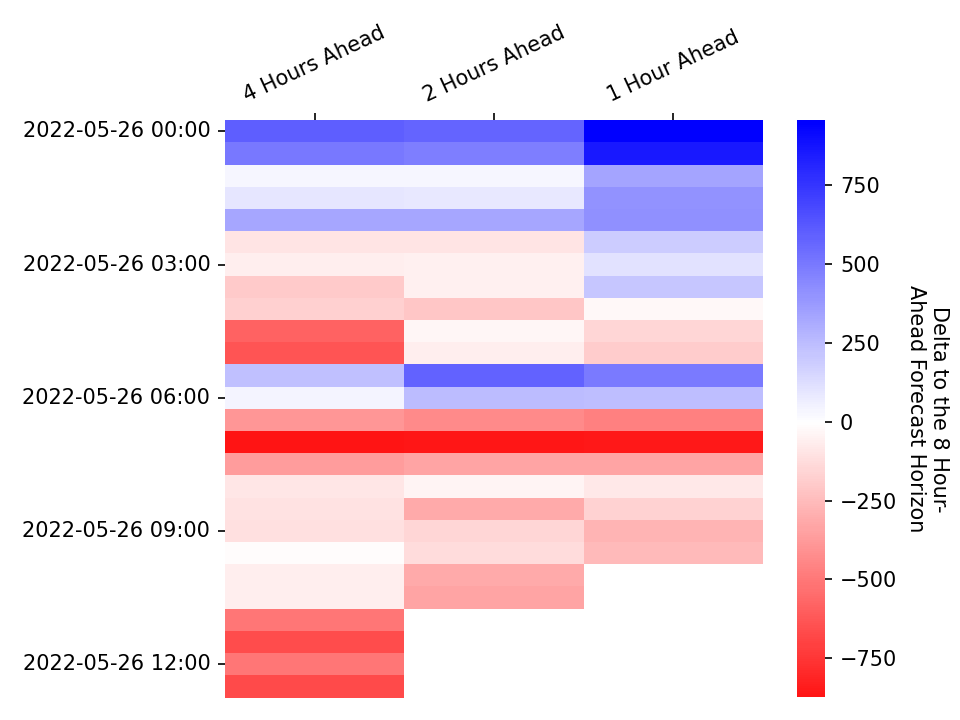 4 Hours Ahead
2 Hours Ahead
1 Hour Ahead
2022-05-26 00:00
2022-05-26 03:00
2022-05-26 06:00
2022-05-26 09:00
2022-05-26 12:00
750
500
250
0
−250
−500
−750
Delta to the 8 Hour-
Ahead Forecast Horizon